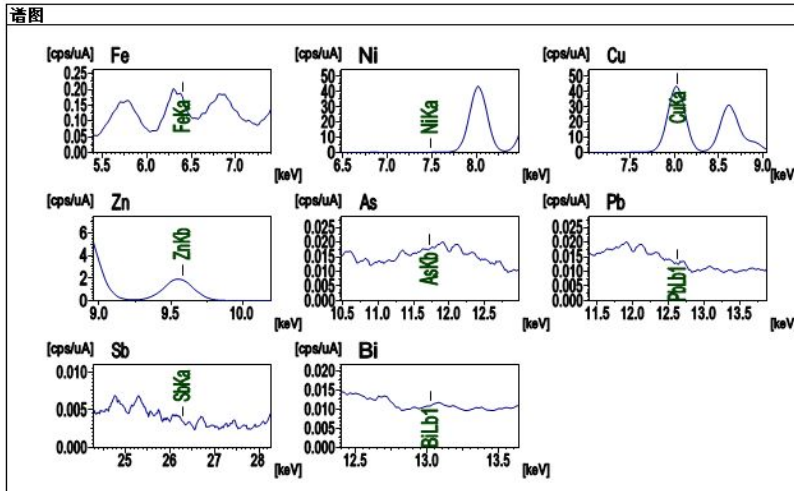 谱图
[cps/uA] Fe
0.25
0.20
0.15
0.10
0.05
0.00
FeKa
5.5 6.0 6.5 7.0
[keV]
[cps/uA] Ni
50
40
30
20
10
0
NiKa
6.5 7.0 7.5 8.0
[keV]
[cps/uA] Cu
50
40
30
20
10
0
CuKa
7.5 8.0 8.5 9.0
[keV]
[cps/uA] Zn
6
4
2
0
ZnKb
9.0 9.5 10.0
[keV]
[cps/uA] As
0.025
0.020
0.015
0.010
0.005
0.000
AsKb
10.5 11.0 11.5 12.0 12.5
[keV]
[cps/uA] Pb
0.025
0.020
0.015
0.010
0.005
0.000
PbLb1
11.5 12.0 12.5 13.0 13.5
[keV]
[cps/uA] Sb
0.010
0.005
0.000
SbKa
25 26 27 28
[keV]
[cps/uA] Bi
0.020
0.015
0.010
0.005
0.000
BiLb1
12.5 13.0 13.5
[keV]